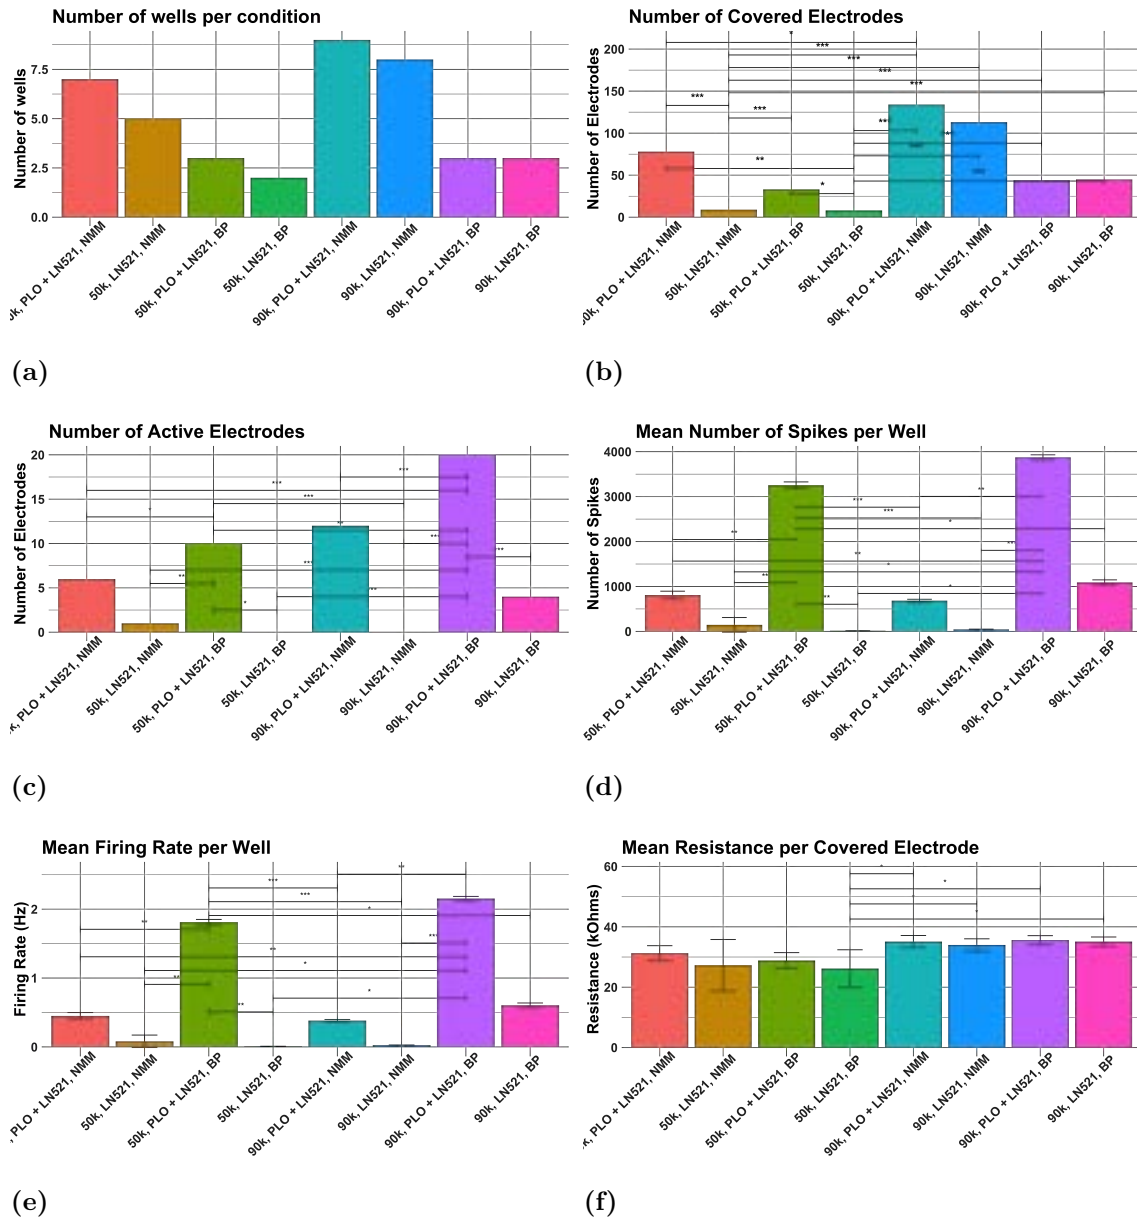 Number of wells per condition
Number of wells
7.5
5.0
2.5
0.0
0k, PLO + LN521, NMM
50k, LN521, NMM
50k, PLO + LN521, BP
50k, LN521, BP
90k, PLO + LN521, NMM
90k, LN521, NMM
90k, PLO + LN521, BP
90k, LN521, BP
(a)
Number of Covered Electrodes
Number of Electrodes
200
150
100
50
0
*
***
***
***
***
***
***
**
*
50k, PLO + LN521, NMM
50k, LN521, NMM
50k, PLO + LN521, BP
50k, LN521, BP
90k, PLO + LN521, NMM
90k, LN521, NMM
90k, PLO + LN521, BP
90k, LN521, BP
(b)
Number of Active Electrodes
Number of Electrodes
20
15
10
5
0
***
***
***
*
**
***
*
k, PLO + LN521, NMM
50k, LN521, NMM
50k, PLO + LN521, BP
50k, LN521, BP
90k, PLO + LN521, NMM
90k, LN521, NMM
90k, PLO + LN521, BP
90k, LN521, BP
(c)
Mean Number of Spikes per Well
Number of Spikes
4000
3000
2000
1000
0
**
***
***
*
**
**
*
**
*
**
50k, PLO + LN521, NMM
50k, LN521, NMM
50k, PLO + LN521, BP
50k, LN521, BP
90k, PLO + LN521, NMM
90k, LN521, NMM
90k, PLO + LN521, BP
90k, LN521, BP
(d)
Mean Firing Rate per Well
Firing Rate (Hz)
2
1
0
**
***
***
*
**
***
**
*
**
*
**
, PLO + LN521, NMM
50k, LN521, NMM
50k, PLO + LN521, BP
50k, LN521, BP
90k, PLO + LN521, NMM
90k, LN521, NMM
90k, PLO + LN521, BP
90k, LN521, BP
(e)
Mean Resistance per Covered Electrode
Resistance (kOhms)
60
40
20
0
*
*
*
k, PLO + LN521, NMM
50k, LN521, NMM
50k, PLO + LN521, BP
50k, LN521, BP
90k, PLO + LN521, NMM
90k, LN521, NMM
90k, PLO + LN521, BP
90k, LN521, BP
(f)